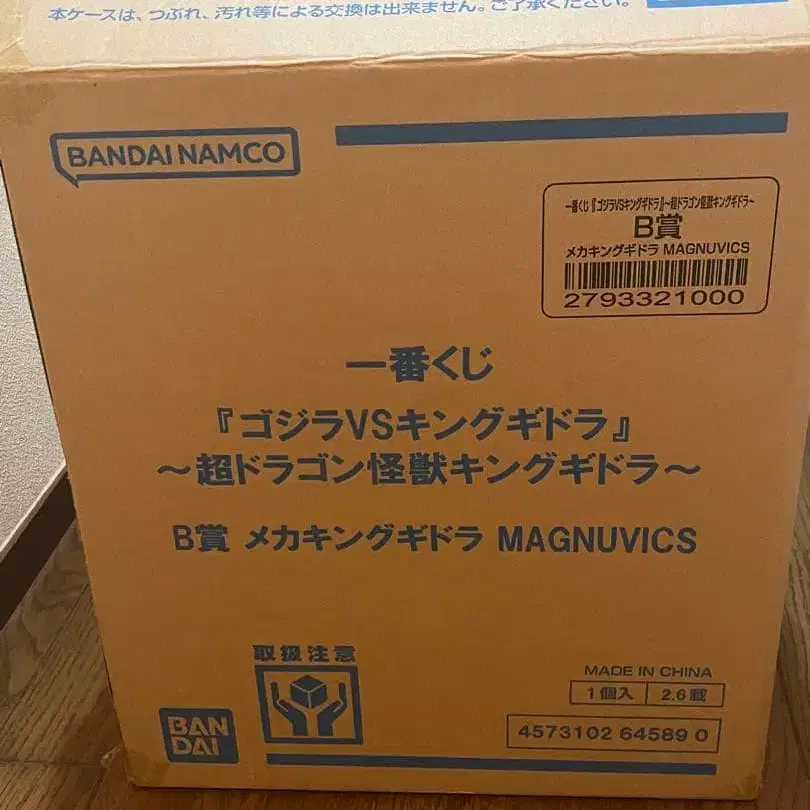 本ケースは、つぶれ、汚れ等による交換は出来ません。ご了承ください。
BANDAI NAMCO
一番くじ『ゴジラVSキングギドラ』~超ドラゴン怪獣キングギドラ~
B賞
メカキングギドラ MAGNUVICS
2793321000
一番くじ
『ゴジラVSキングギドラ』
～超ドラゴン怪獣キングギドラ～
B賞 メカキングギドラ MAGNUVICS
取扱注意
MADE IN CHINA
1個入 2.6載
BAN
DAI
4573102 64589 0